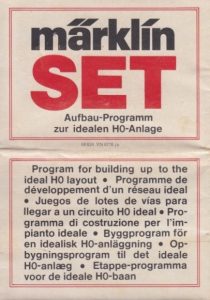 märklin
SET
Aufbau-Programm
zur idealen H0-Anlage
Program for building up to the
ideal H0 layout • Programme de
développement d'un réseau ideal
• Juegos de lotes de vías para
llegar a un circuito H0 ideal • Pro-
gramma di costruzione per l'im-
pianto ideale • Byggprogram för
en idealisk H0-anläggning • Op-
bygningsprogram til det ideale
H0-anlæg • Etappe-programma
voor de ideale H0-baan